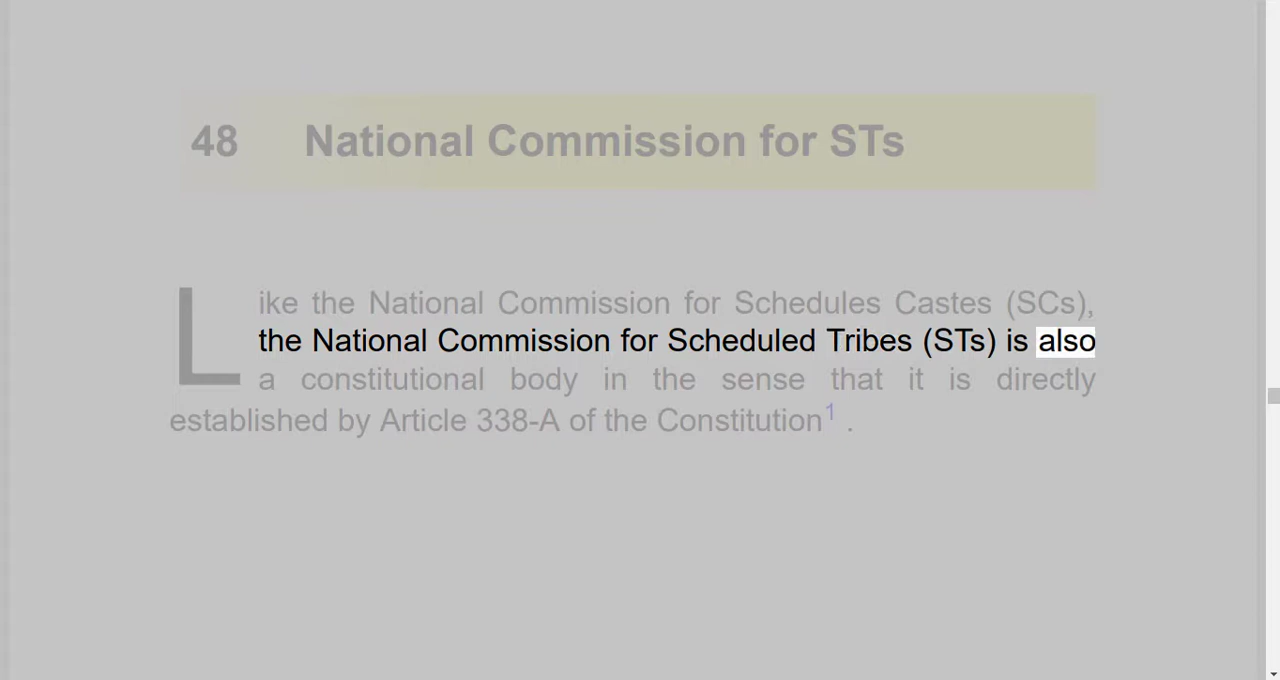 48 National Commission for STs
Like the National Commission for Schedules Castes (SCs),
the National Commission for Scheduled Tribes (STs) is also
a constitutional body in the sense that it is directly
established by Article 338-A of the Constitution1 .